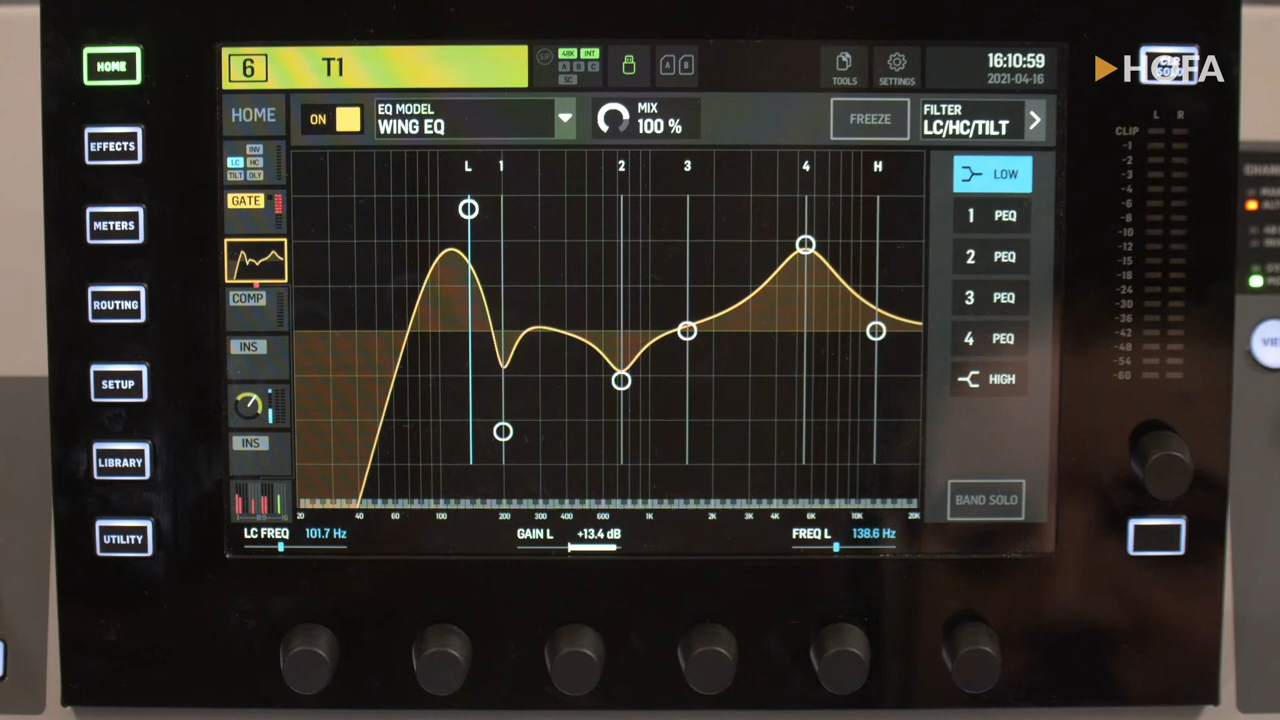 HOME
EFFECTS
METERS
ROUTING
SETUP
LIBRARY
UTILITY
6 T1
SIP
48K INT
A B C
SC
A B
TOOLS
SETTINGS
16:10:59
2021-04-16
HOFA
HOME
ON
EQ MODEL
WING EQ
MIX
100 %
FREEZE
FILTER
LC/HC/TILT
INV
LC HC
TILT DLY
GATE
COMP
INS
INS
L 1 2 3 4 H
LOW
1 PEQ
2 PEQ
3 PEQ
4 PEQ
HIGH
BAND SOLO
20 40 60 100 200 300 400 600 1K 2K 3K 4K 6K 10K 20K
LC FREQ 101.7 Hz
GAIN L +13.4 dB
FREQ L 138.6 Hz
L R
CLIP
-1
-2
-3
-4
-6
-8
-10
-12
-15
-18
-24
-30
-36
-42
-48
-54
-60